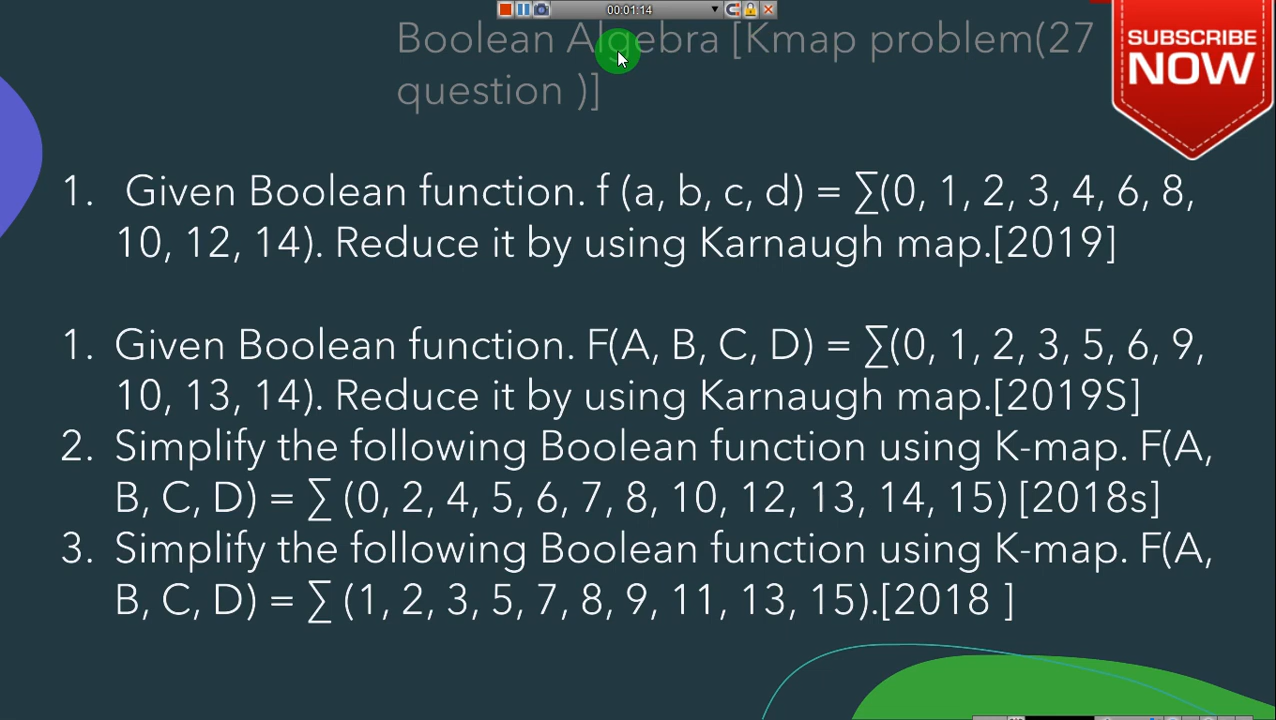 00:01:14
Boolean Algebra [Kmap problem(27
question )]
SUBSCRIBE
NOW
1. Given Boolean function. f (a, b, c, d) = ∑(0, 1, 2, 3, 4, 6, 8,
10, 12, 14). Reduce it by using Karnaugh map.[2019]
1. Given Boolean function. F(A, B, C, D) = ∑(0, 1, 2, 3, 5, 6, 9,
10, 13, 14). Reduce it by using Karnaugh map.[2019S]
2. Simplify the following Boolean function using K-map. F(A,
B, C, D) = ∑ (0, 2, 4, 5, 6, 7, 8, 10, 12, 13, 14, 15) [2018s]
3. Simplify the following Boolean function using K-map. F(A,
B, C, D) = ∑ (1, 2, 3, 5, 7, 8, 9, 11, 13, 15).[2018 ]